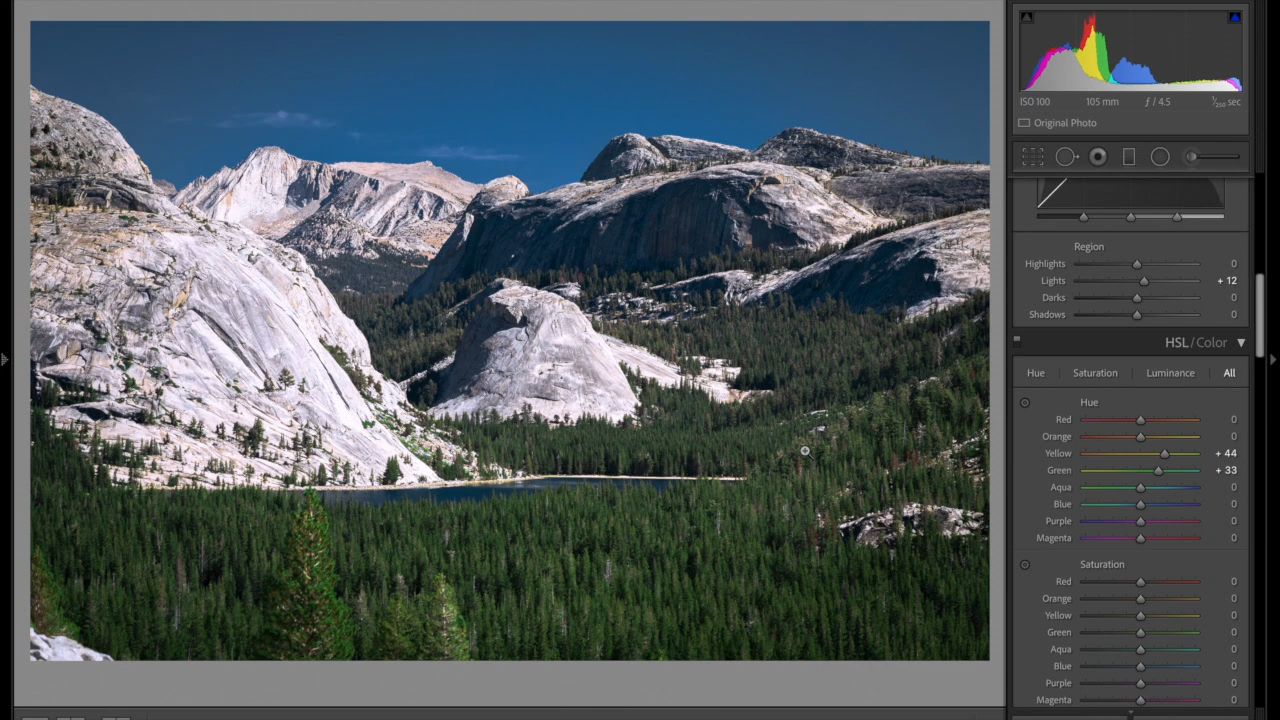 ISO 100 105 mm ƒ / 4.5 1/200 sec
Original Photo
Region
Highlights 0
Lights + 12
Darks 0
Shadows 0
HSL / Color
Hue Saturation Luminance All
Hue
Red 0
Orange 0
Yellow + 44
Green + 33
Aqua 0
Blue 0
Purple 0
Magenta 0
Saturation
Red 0
Orange 0
Yellow 0
Green 0
Aqua 0
Blue 0
Purple 0
Magenta 0